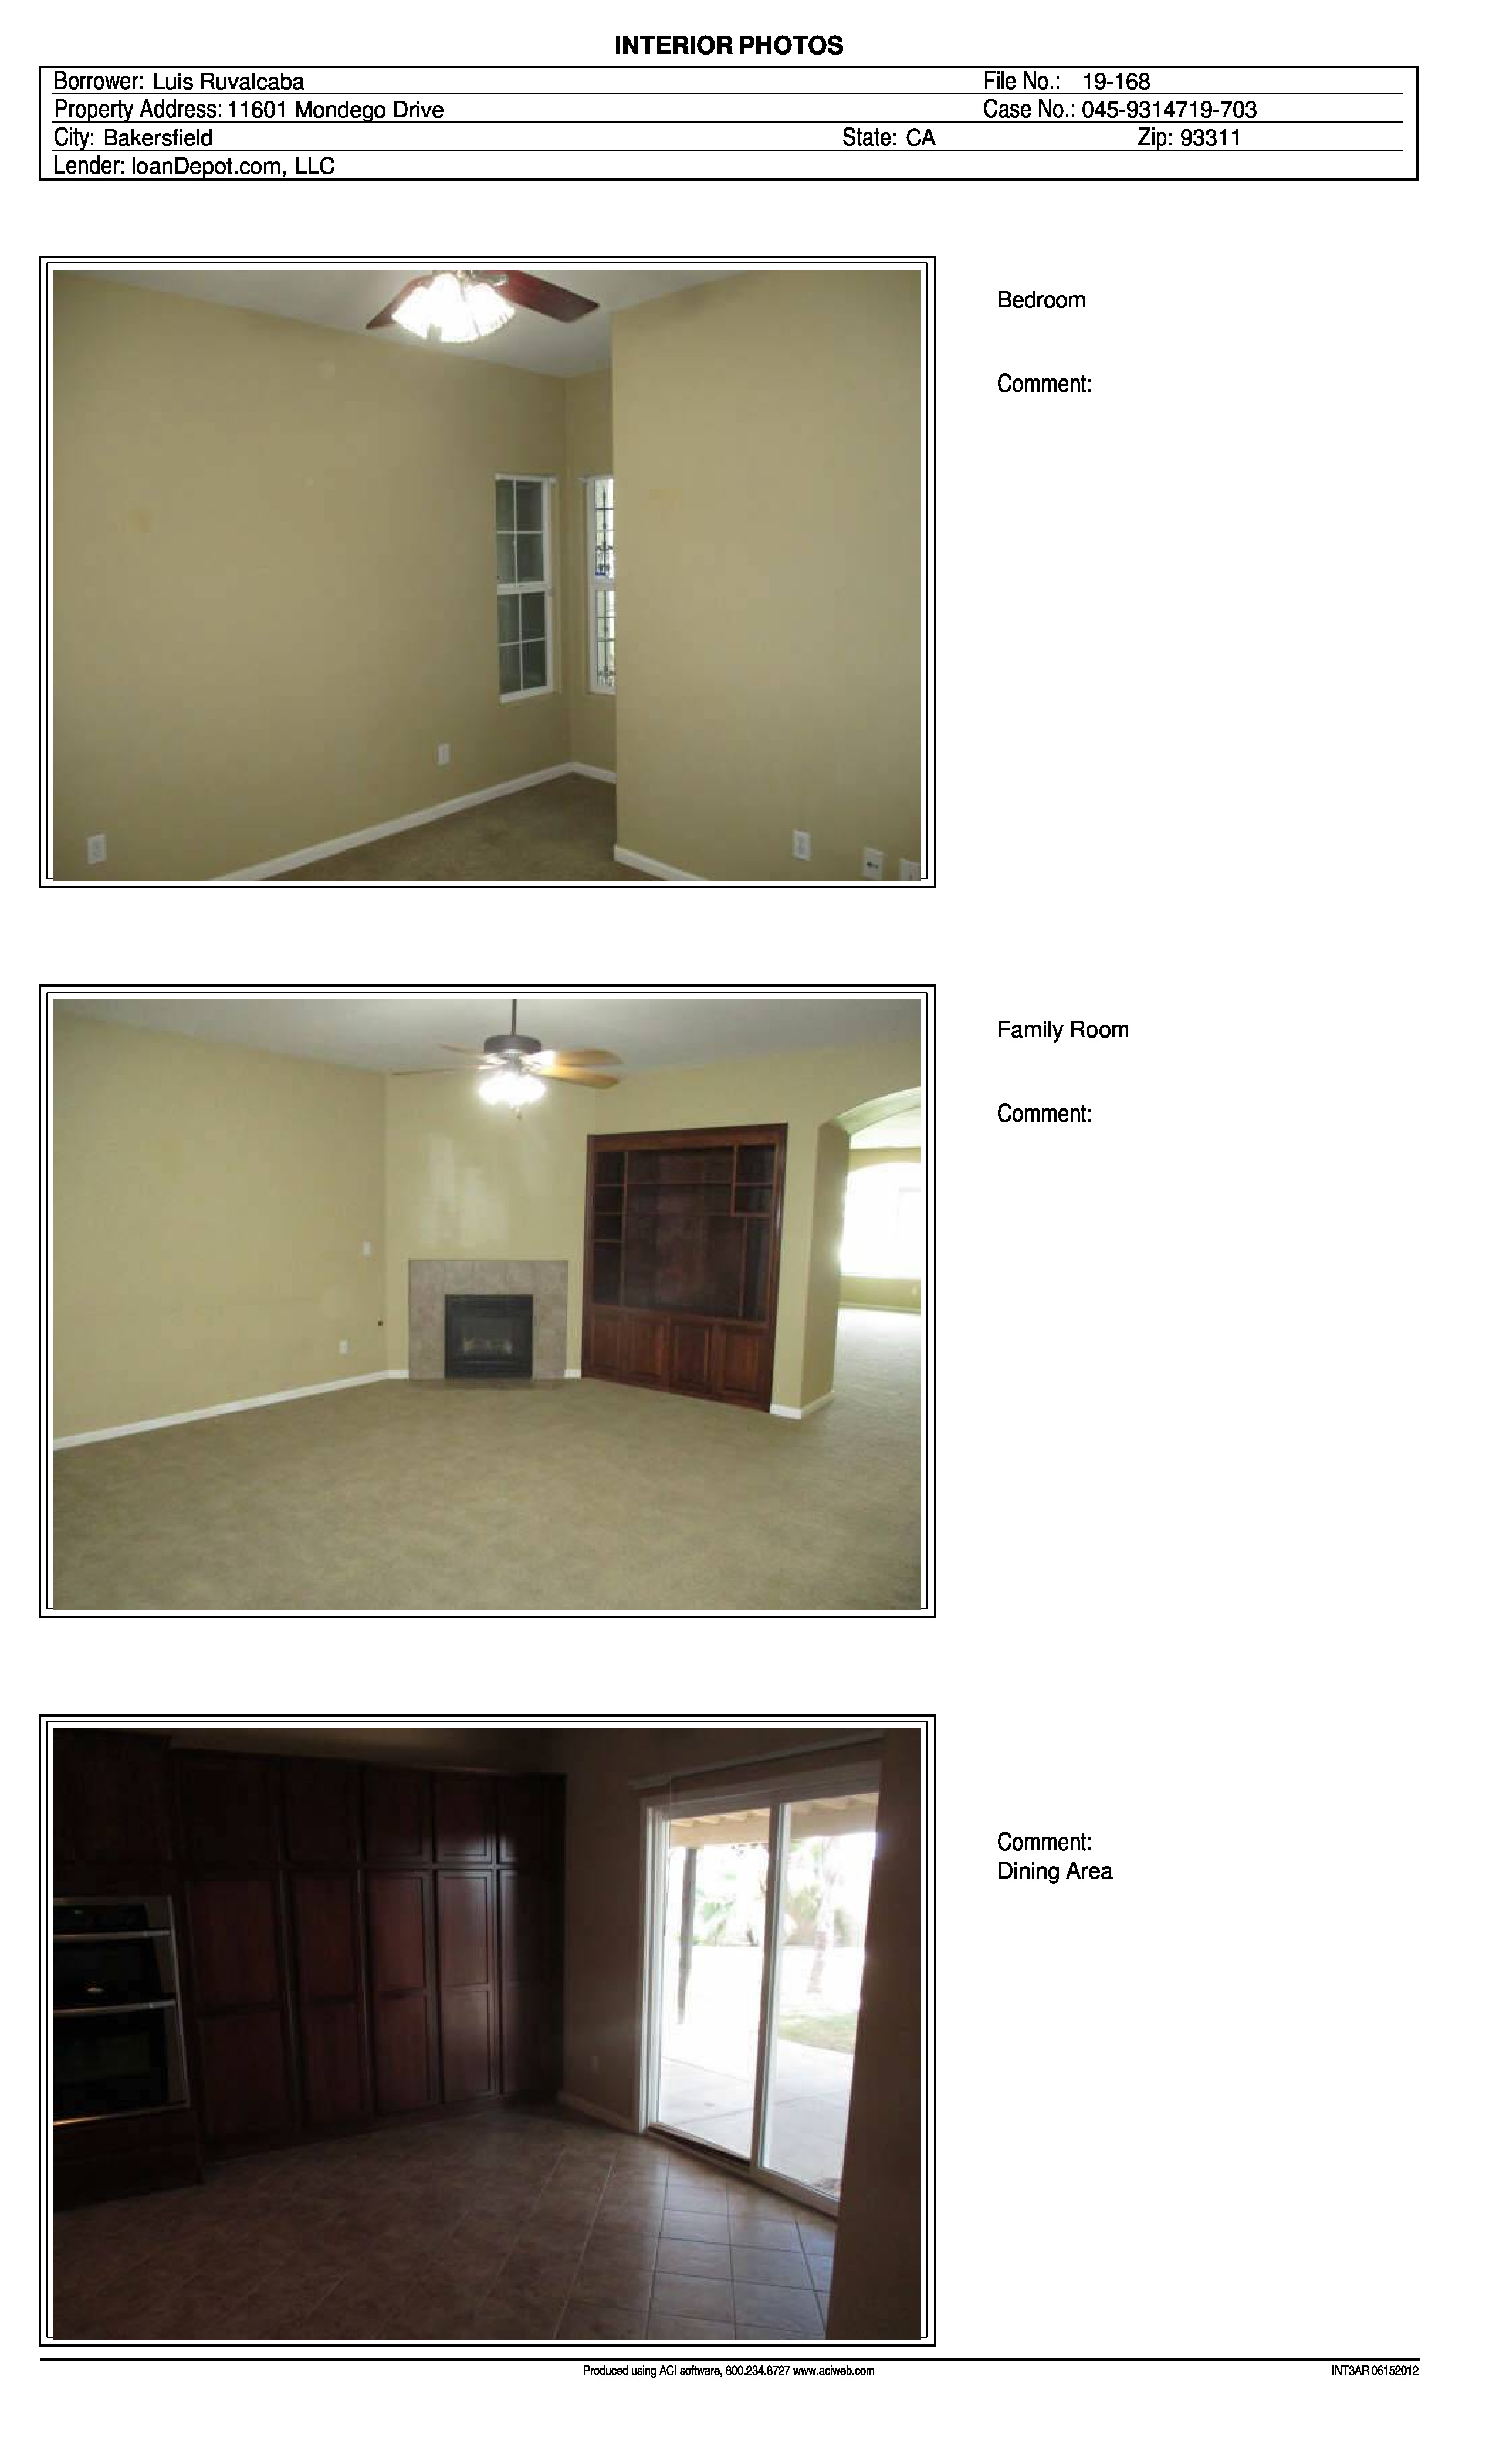 INTERIOR PHOTOS
Borrower: Luis Ruvalcaba File No.: 19-168
Property Address: 11601 Mondego Drive Case No.: 045-9314719-703
City: Bakersfield State: CA Zip: 93311
Lender: loanDepot.com, LLC
Bedroom
Comment:
Family Room
Comment:
Comment:
Dining Area
Produced using ACI software, 800.234.8727 www.aciweb.com INT3AR 06152012